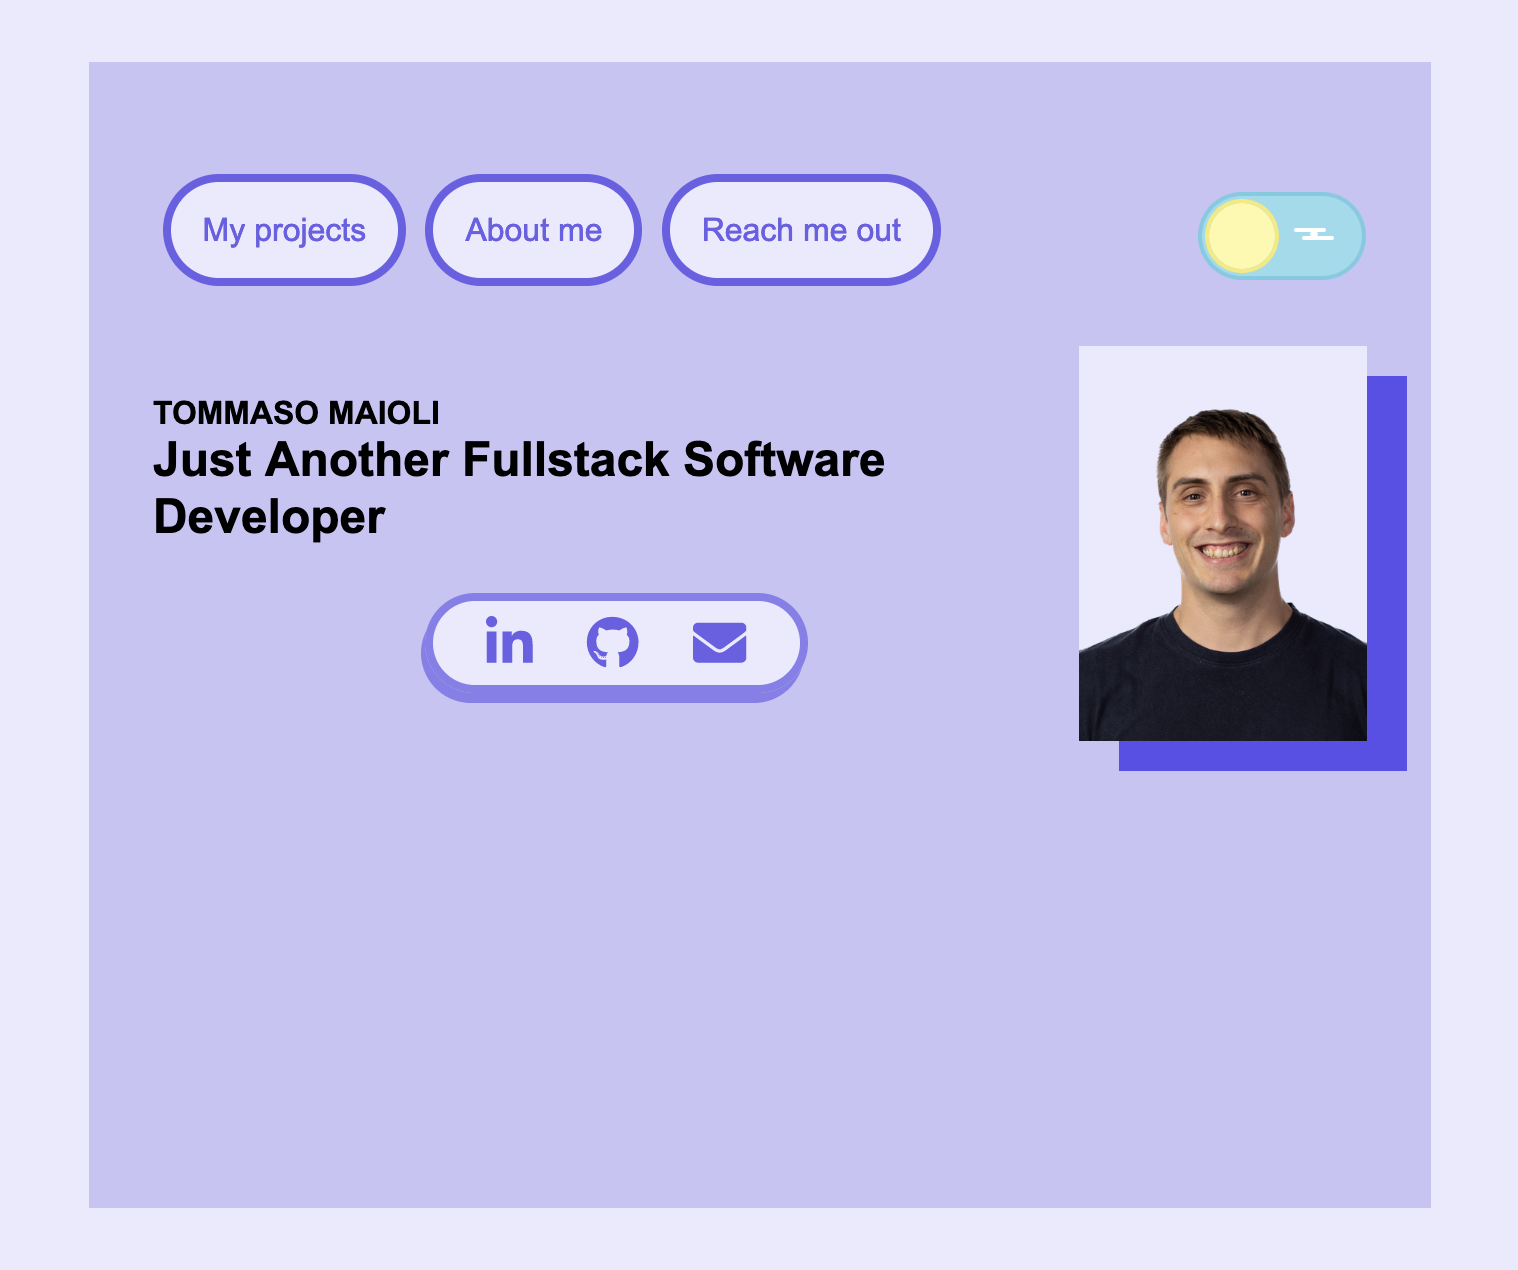 My projects
About me
Reach me out
TOMMASO MAIOLI
Just Another Fullstack Software
Developer
in